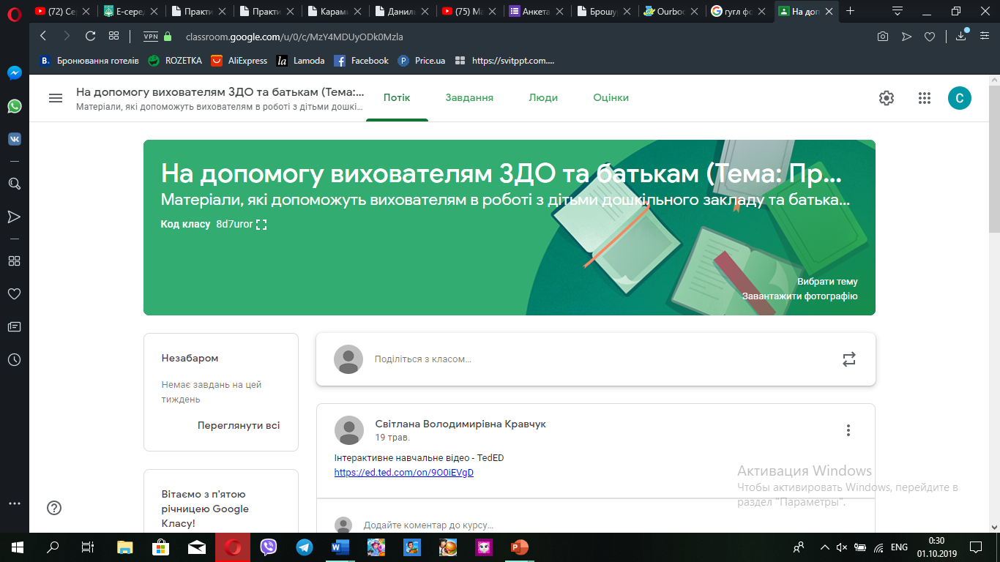 (72) Се
Е-серед
Практи
Практи
Карам
Даниль
(75) Ма
Анкета
Брошу
Ourboo
гугл фо
На доп
VPN classroom.google.com/u/0/c/MzY4MDUyODk0Mzla
B. Бронювання готелів ROZETKA AliExpress la Lamoda f Facebook P Price.ua https://svitppt.com....
На допомогу вихователям ЗДО та батькам (Тема:...
Матеріали, які допоможуть вихователям в роботі з дітьми дошкі...
Потік Завдання Люди Оцінки
С
На допомогу вихователям ЗДО та батькам (Тема: Пр...
Матеріали, які допоможуть вихователям в роботі з дітьми дошкільного закладу та батька...
Код класу 8d7uror
Вибрати тему
Завантажити фотографію
Незабаром
Немає завдань на цей
тиждень
Переглянути всі
Поділіться з класом...
Світлана Володимирівна Кравчук
19 трав.
Інтерактивне навчальне відео - TedED
https://ed.ted.com/on/9O0iEVgD
Вітаємо з п'ятою
річницею Google
Класу!
Додайте коментар до курсу...
Активация Windows
Чтобы активировать Windows, перейдите в
раздел "Параметры".
ENG
0:30
01.10.2019